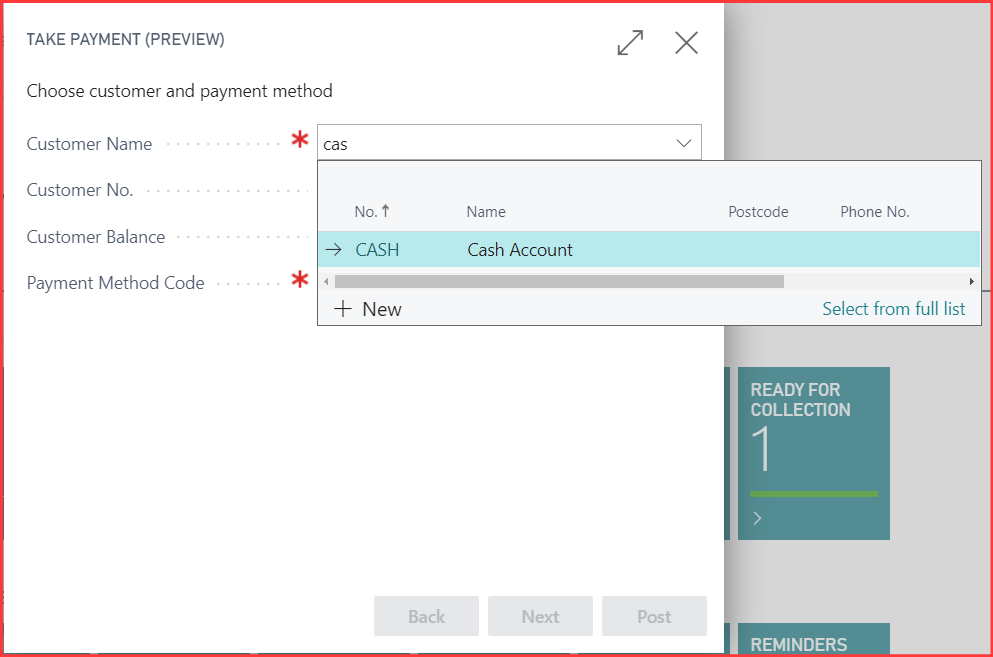 TAKE PAYMENT (PREVIEW)
Choose customer and payment method
Customer Name * cas
Customer No.
Customer Balance
Payment Method Code *
No. ↑ Name Postcode Phone No.
→ CASH Cash Account
+ New Select from full list
READY FOR
COLLECTION
1
Back Next Post
REMINDERS